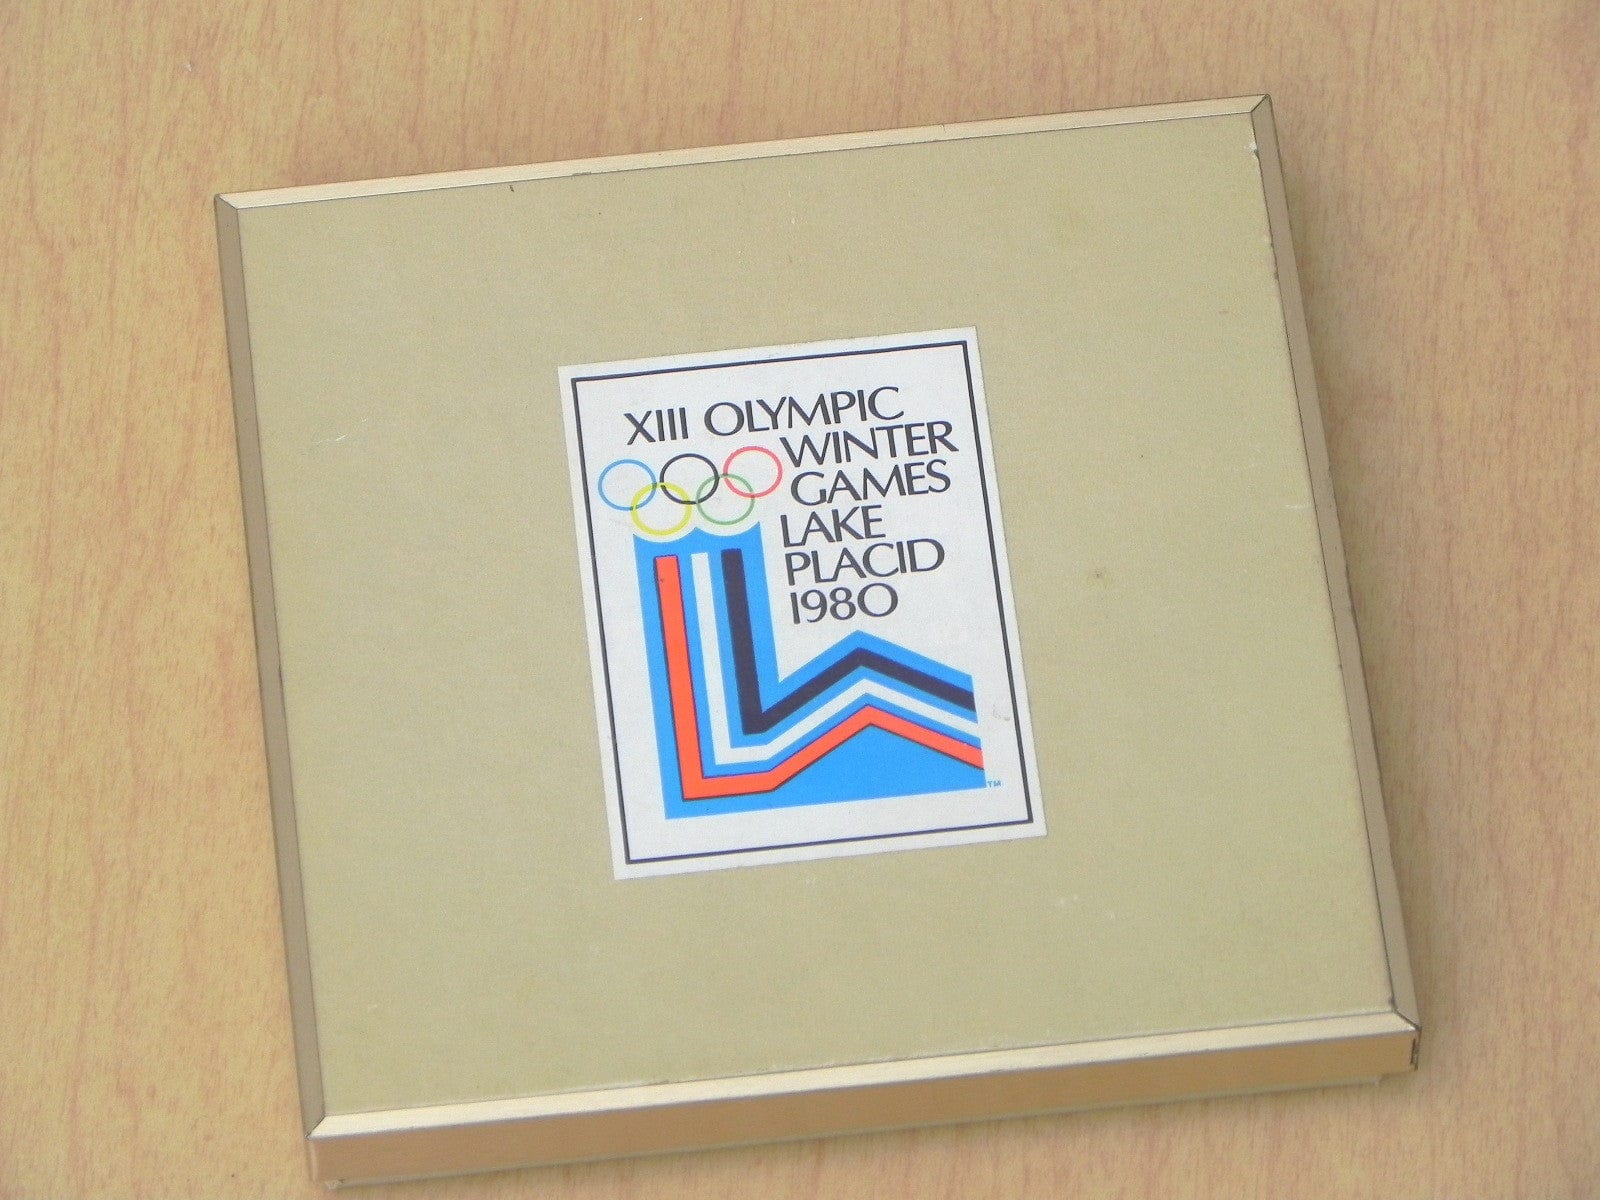 XIII OLYMPIC
WINTER
GAMES
LAKE
PLACID
1980
TM